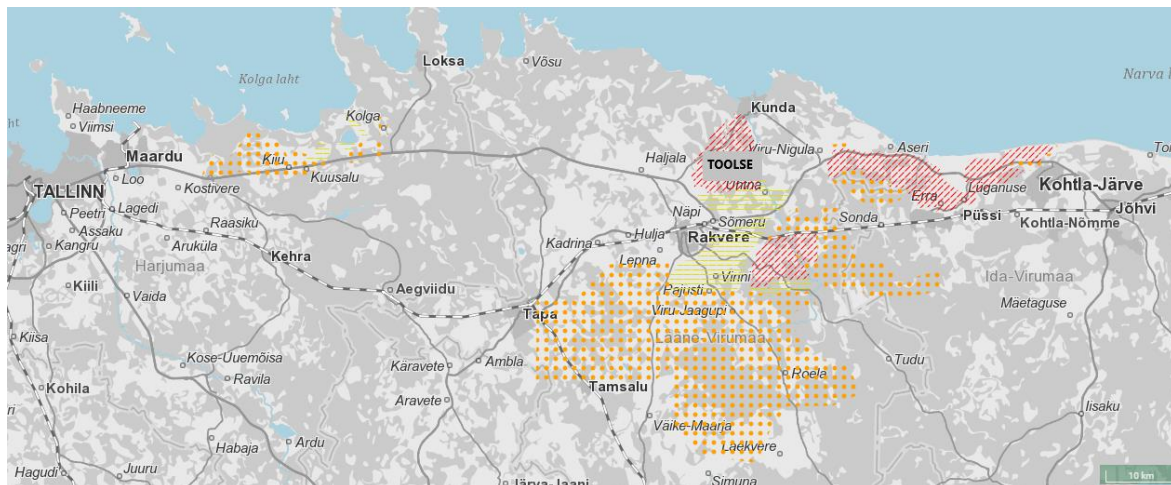 Loksa
Võsu
Kolga laht
Narva l
Haabneeme
Viimsi
Kolga
Kunda
ht
Maardu
Kiiu
Kuusalu
Haljala
TOOLSE
Viru-Nigula
Aseri
Loo
Kostivere
Uhtna
TALLINN
Lagedi
Peetri
Assaku
Raasiku
Kangru
Aruküla
Harjumaa
Kehra
Näpi
Sõmeru
Sonda
Erra
Lüganuse
Püssi
Kohtla-Järve
Kohtla-Nõmme
Jõhvi
Kadrina
Hulja
Rakvere
Lepna
Vinni
Pajusti
Ida-Virumaa
Kiili
Vaida
Aegviidu
Tapa
Viru-Jaagupi
Lääne-Virumaa
Mäetaguse
Kiisa
Kose-Uuemõisa
Ravila
Käravete
Ambla
Tudu
Kohila
Aravete
Tamsalu
Roela
Iisaku
Habaja
Ardu
Väike-Maarja
Laekvere
Hagudi
Juuru
Järva-Jaani
Simuna
10 km